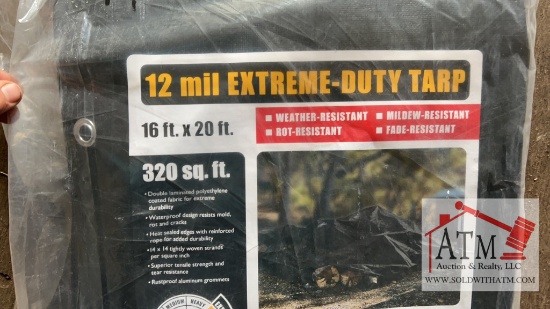 12 mil EXTREME-DUTY TARP
16 ft. x 20 ft.
WEATHER-RESISTANT
MILDEW-RESISTANT
ROT-RESISTANT
FADE-RESISTANT
320 sq. ft.
• Double laminated polyethylene
coated fabric for extreme
durability
• Waterproof design resists mold,
rot and cracks
• Heat sealed edges with reinforced
rope for added durability
• 14 x 14 tightly woven strands
per square inch
• Superior tensile strength and
tear resistance
• Rustproof aluminum grommets
MEDIUM
HEAVY
ATM
Auction & Realty, LLC
WWW.SOLDWITHATM.COM